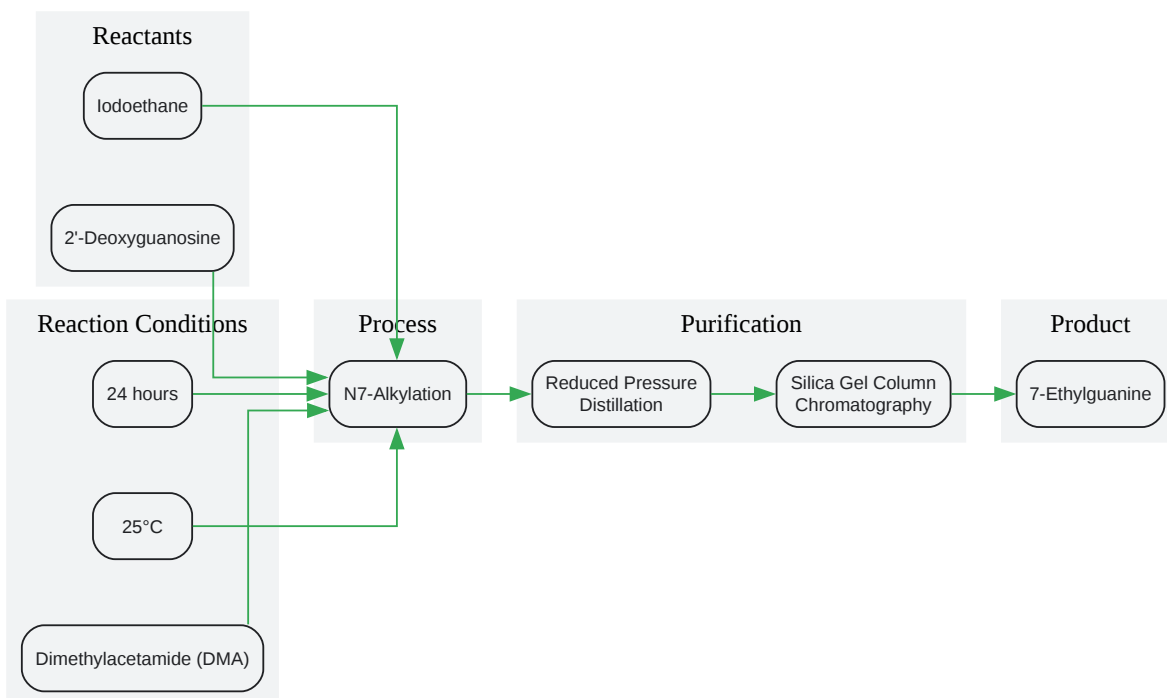 Reactants
Iodoethane
2'-Deoxyguanosine
Reaction Conditions
24 hours
25°C
Dimethylacetamide (DMA)
Process
N7-Alkylation
Purification
Reduced Pressure
Distillation
Silica Gel Column
Chromatography
Product
7-Ethylguanine